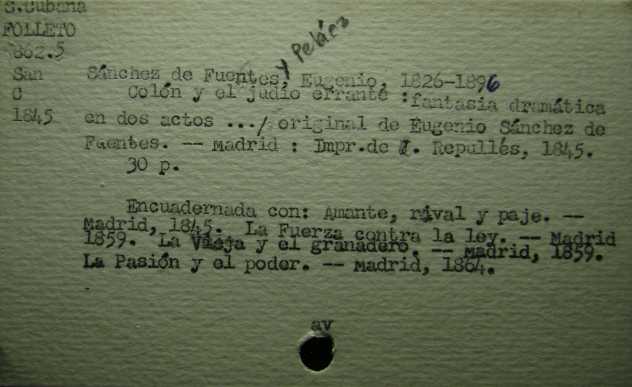 S.Cubana
FOLLETO
862.5
San
C
1845
y Peláez
Sánchez de Fuentes, Eugenio, 1826-1896
Colón y el judío errante :fantasía dramática
en dos actos .../ original de Eugenio Sánchez de
Fuentes. -- Madrid : Impr.de J. Repullés, 1845.
30 p.
Encuadernada con: Amante, rival y paje. --
Madrid, 1845. La Fuerza contra la ley. -- Madrid
1859. La Vieja y el granadero. -- Madrid, 1859.
La Pasión y el poder. -- Madrid, 1864.
av